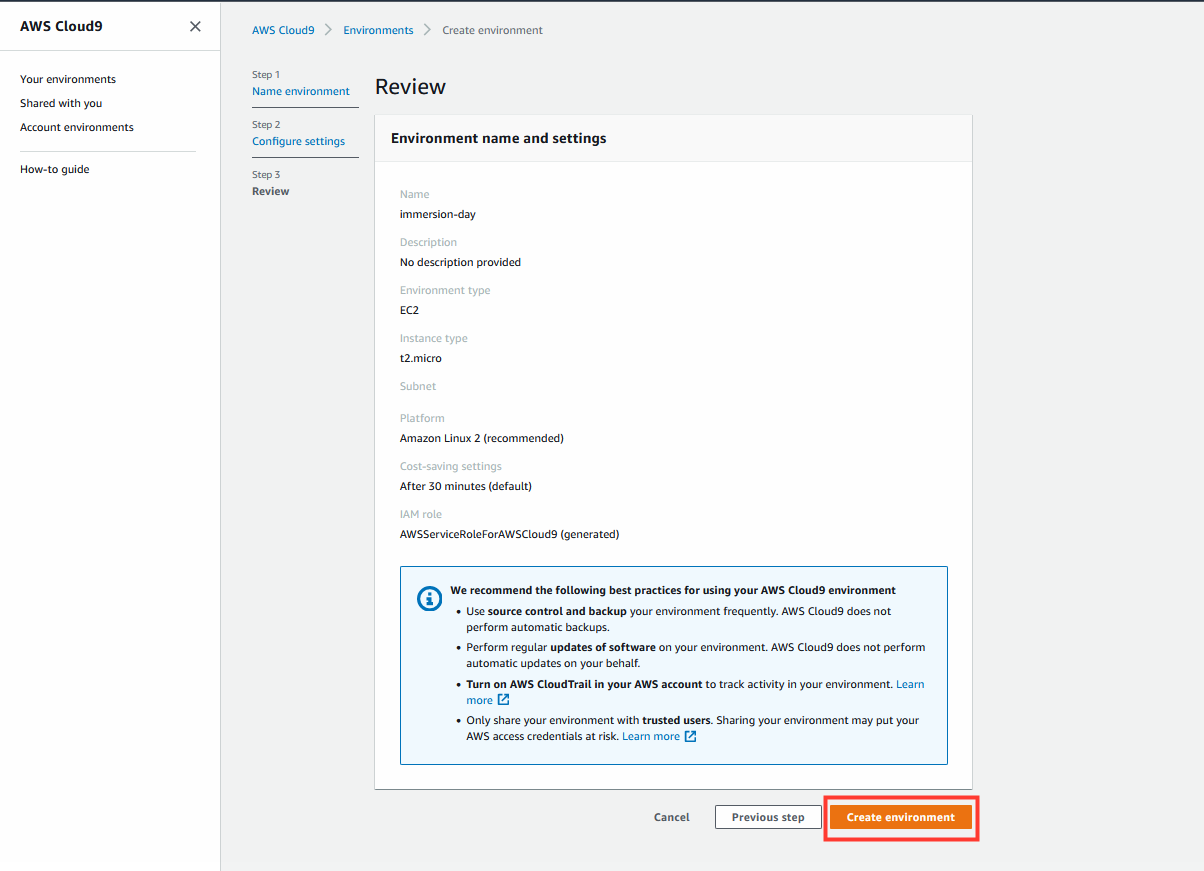 AWS Cloud9
Your environments
Shared with you
Account environments
How-to guide
AWS Cloud9 Environments Create environment
Step 1
Name environment
Step 2
Configure settings
Step 3
Review
Review
Environment name and settings
Name
immersion-day
Description
No description provided
Environment type
EC2
Instance type
t2.micro
Subnet
Platform
Amazon Linux 2 (recommended)
Cost-saving settings
After 30 minutes (default)
IAM role
AWSServiceRoleForAWSCloud9 (generated)
We recommend the following best practices for using your AWS Cloud9 environment
• Use source control and backup your environment frequently. AWS Cloud9 does not
perform automatic backups.
• Perform regular updates of software on your environment. AWS Cloud9 does not perform
automatic updates on your behalf.
• Turn on AWS CloudTrail in your AWS account to track activity in your environment. Learn
more
• Only share your environment with trusted users. Sharing your environment may put your
AWS access credentials at risk. Learn more
Cancel Previous step Create environment